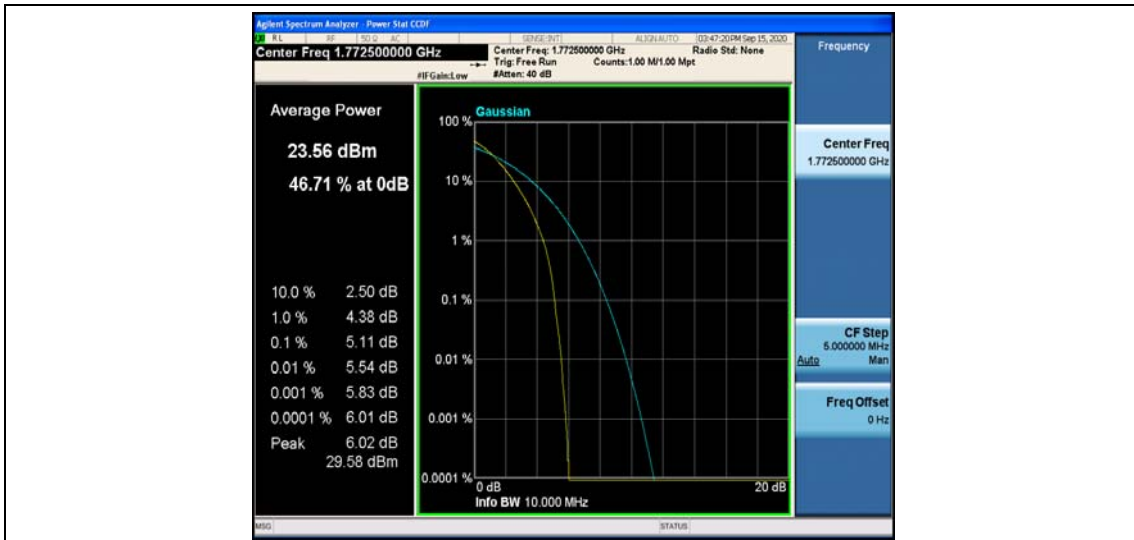 Agilent Spectrum Analyzer - Power Stat CCDF
RL RF 50 Ω AC SENSE:INT ALIGN AUTO 03:47:20 PM Sep 15, 2020
Center Freq 1.772500000 GHz
Center Freq: 1.772500000 GHz Radio Std: None
Trig: Free Run Counts:1.00 M/1.00 Mpt
#IFGain:Low #Atten: 40 dB
Frequency
Average Power
23.56 dBm
46.71 % at 0dB
10.0 % 2.50 dB
1.0 % 4.38 dB
0.1 % 5.11 dB
0.01 % 5.54 dB
0.001 % 5.83 dB
0.0001 % 6.01 dB
Peak 6.02 dB
29.58 dBm
Gaussian
100 %
10 %
1 %
0.1 %
0.01 %
0.001 %
0.0001 %
0 dB 20 dB
Info BW 10.000 MHz
Center Freq
1.772500000 GHz
CF Step
5.000000 MHz
Auto Man
Freq Offset
0 Hz
MSG STATUS